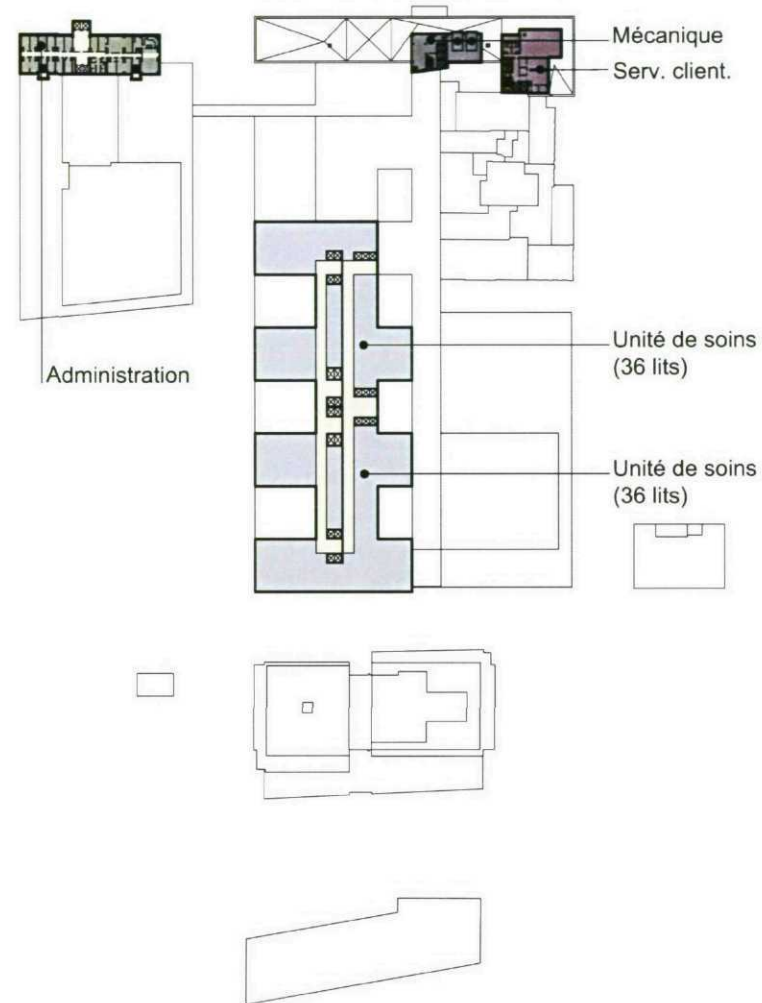 Mécanique
Serv. client.
Administration
Unité de soins
(36 lits)
Unité de soins
(36 lits)